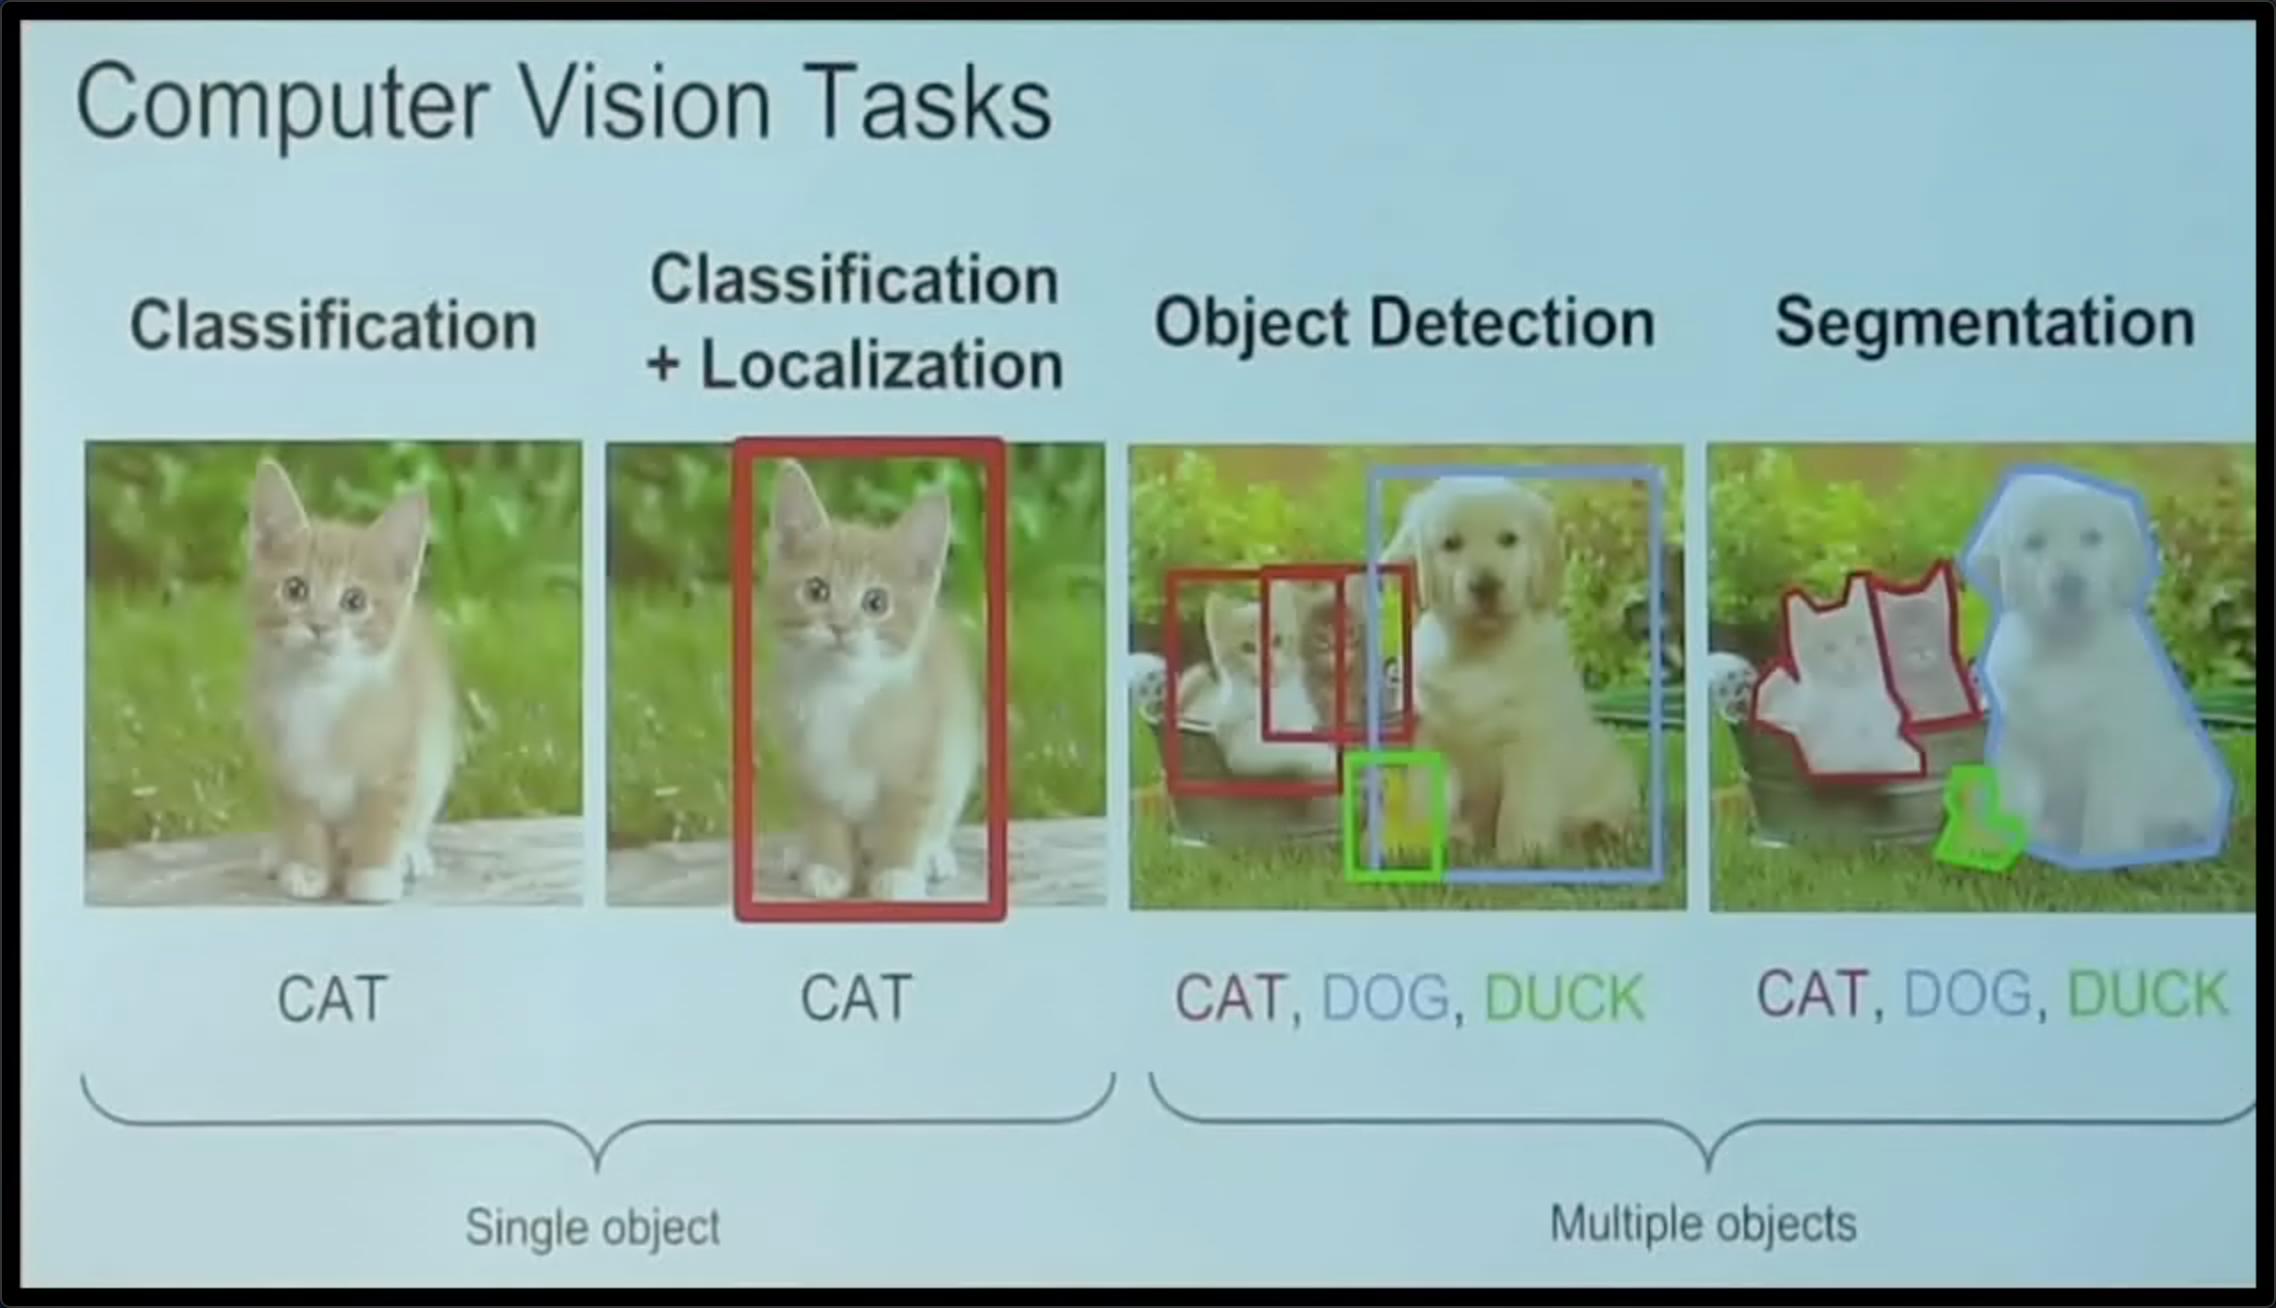 Computer Vision Tasks
Classification
Classification
+ Localization
Object Detection
Segmentation
CAT
CAT
CAT, DOG, DUCK
CAT, DOG, DUCK
Single object
Multiple objects